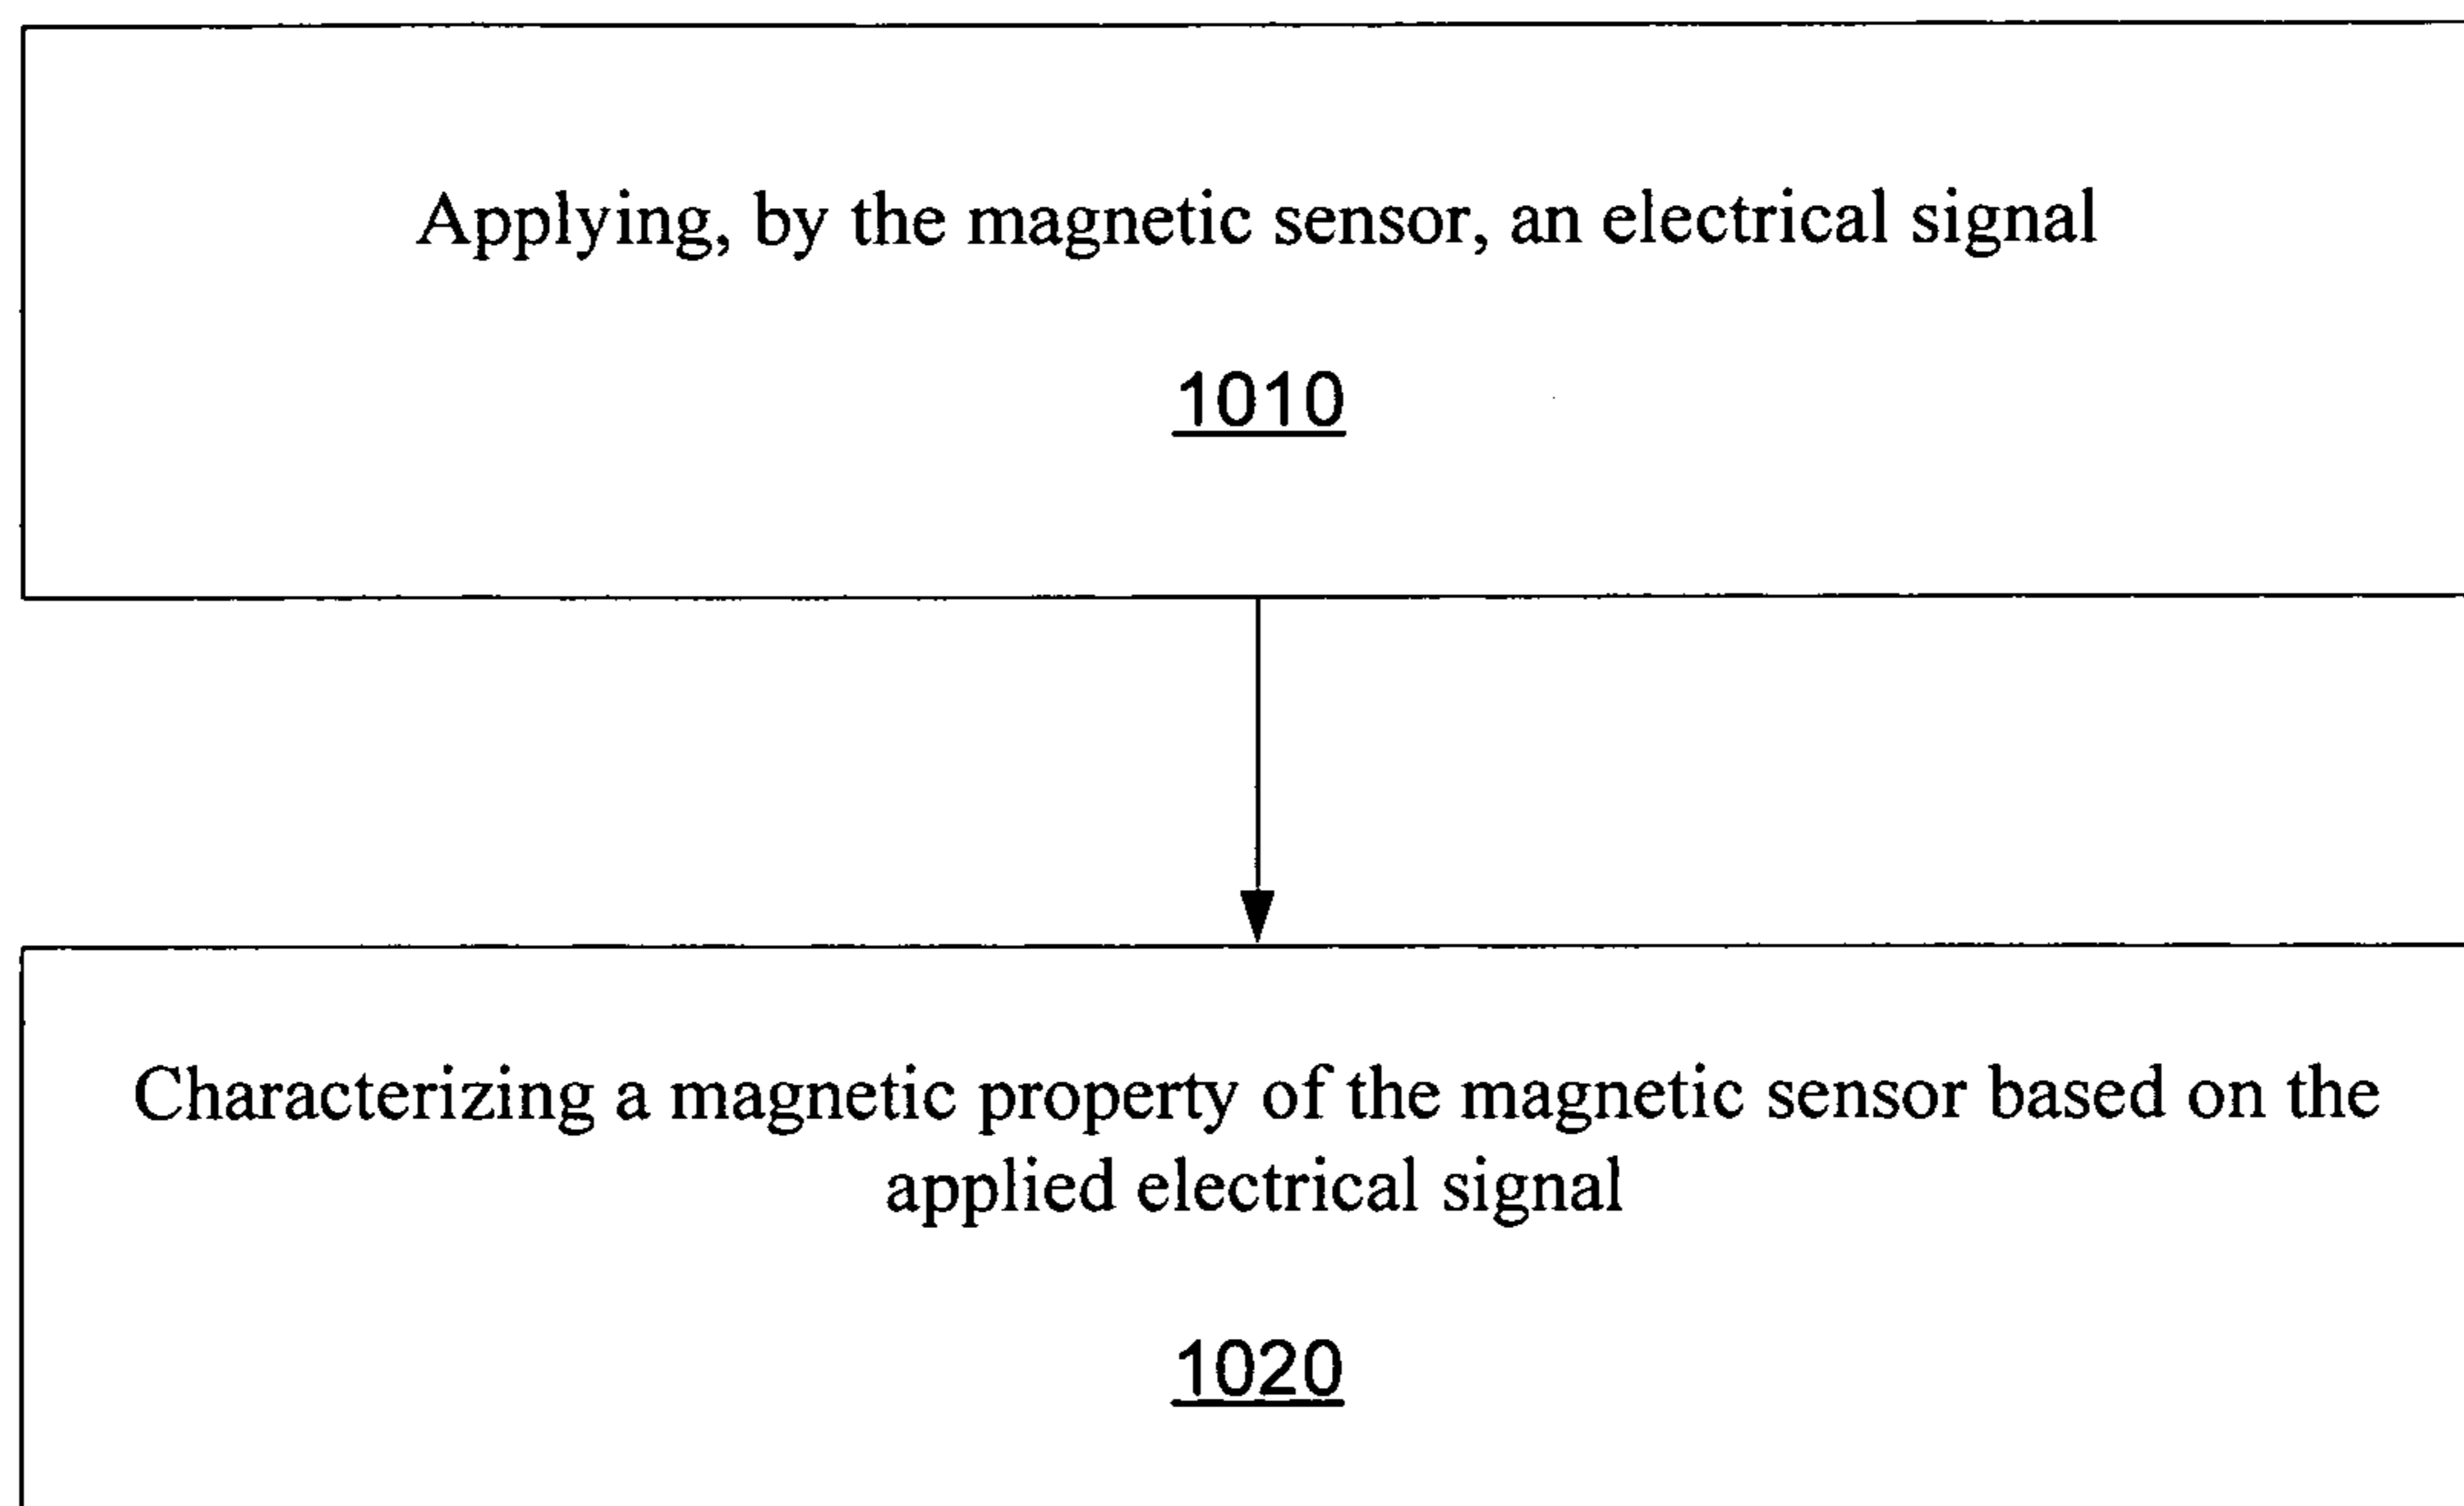 Applying, by the magnetic sensor, an electrical signal
1010
Characterizing a magnetic property of the magnetic sensor based on the
applied electrical signal
1020